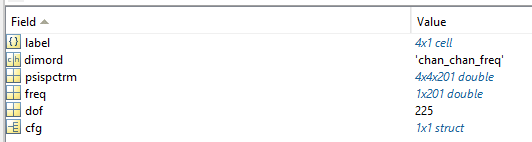 Field Value
label 4x1 cell
dimord 'chan_chan_freq'
psispctrm 4x4x201 double
freq 1x201 double
dof 225
cfg 1x1 struct